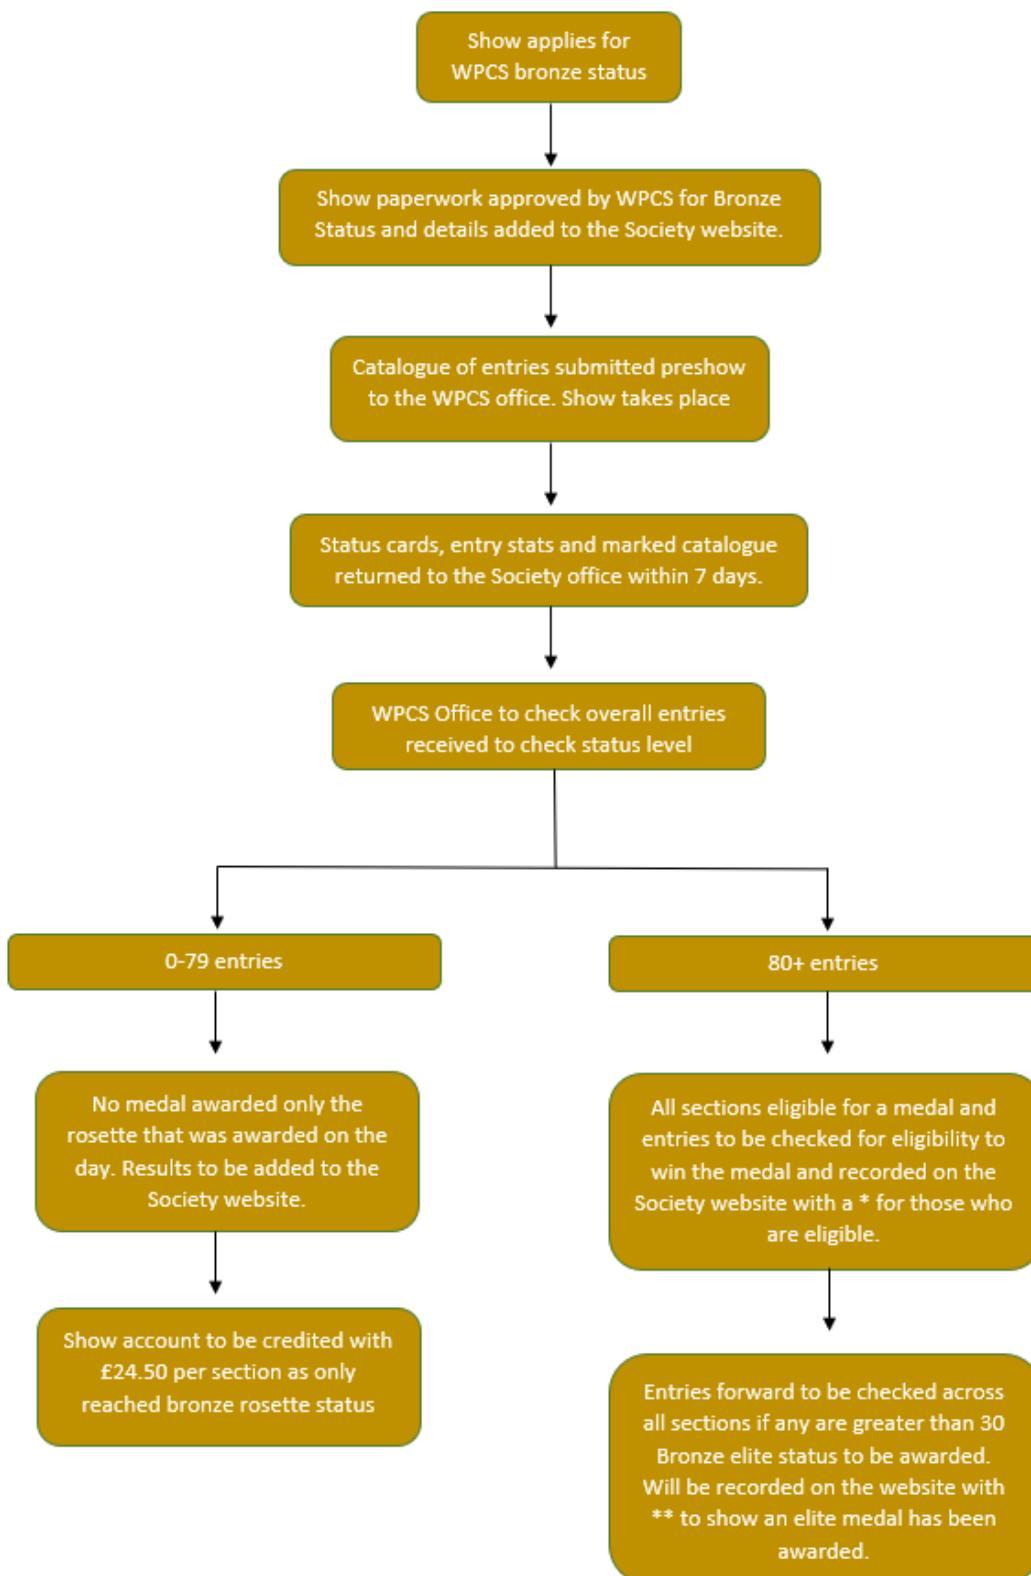 Show applies for
WPCS bronze status
Show paperwork approved by WPCS for Bronze
Status and details added to the Society website.
Catalogue of entries submitted preshow
to the WPCS office. Show takes place
Status cards, entry stats and marked catalogue
returned to the Society office within 7 days.
WPCS Office to check overall entries
received to check status level
0-79 entries
80+ entries
No medal awarded only the
rosette that was awarded on the
day. Results to be added to the
Society website.
All sections eligible for a medal and
entries to be checked for eligibility to
win the medal and recorded on the
Society website with a * for those who
are eligible.
Show account to be credited with
£24.50 per section as only
reached bronze rosette status
Entries forward to be checked across
all sections if any are greater than 30
Bronze elite status to be awarded.
Will be recorded on the website with
** to show an elite medal has been
awarded.